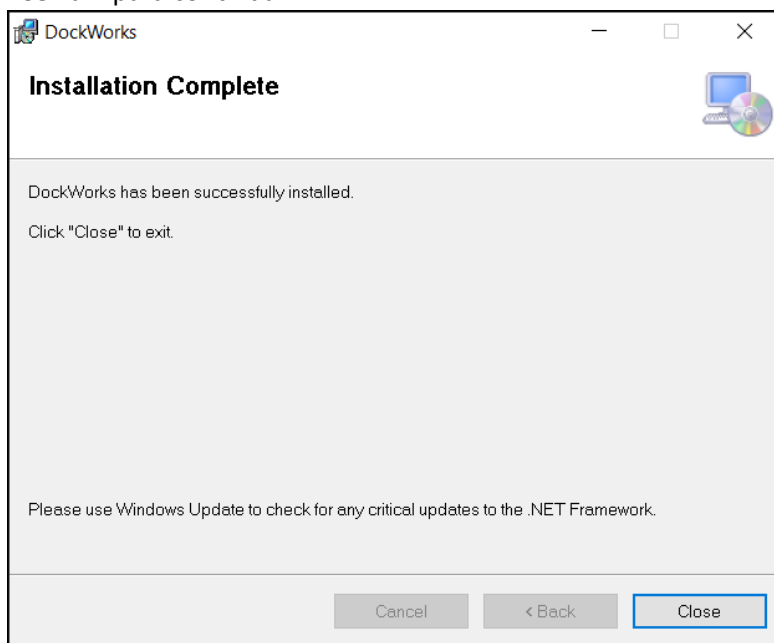 DockWorks
Installation Complete
DockWorks has been successfully installed.
Click "Close" to exit.
Please use Windows Update to check for any critical updates to the .NET Framework.
Cancel
< Back
Close